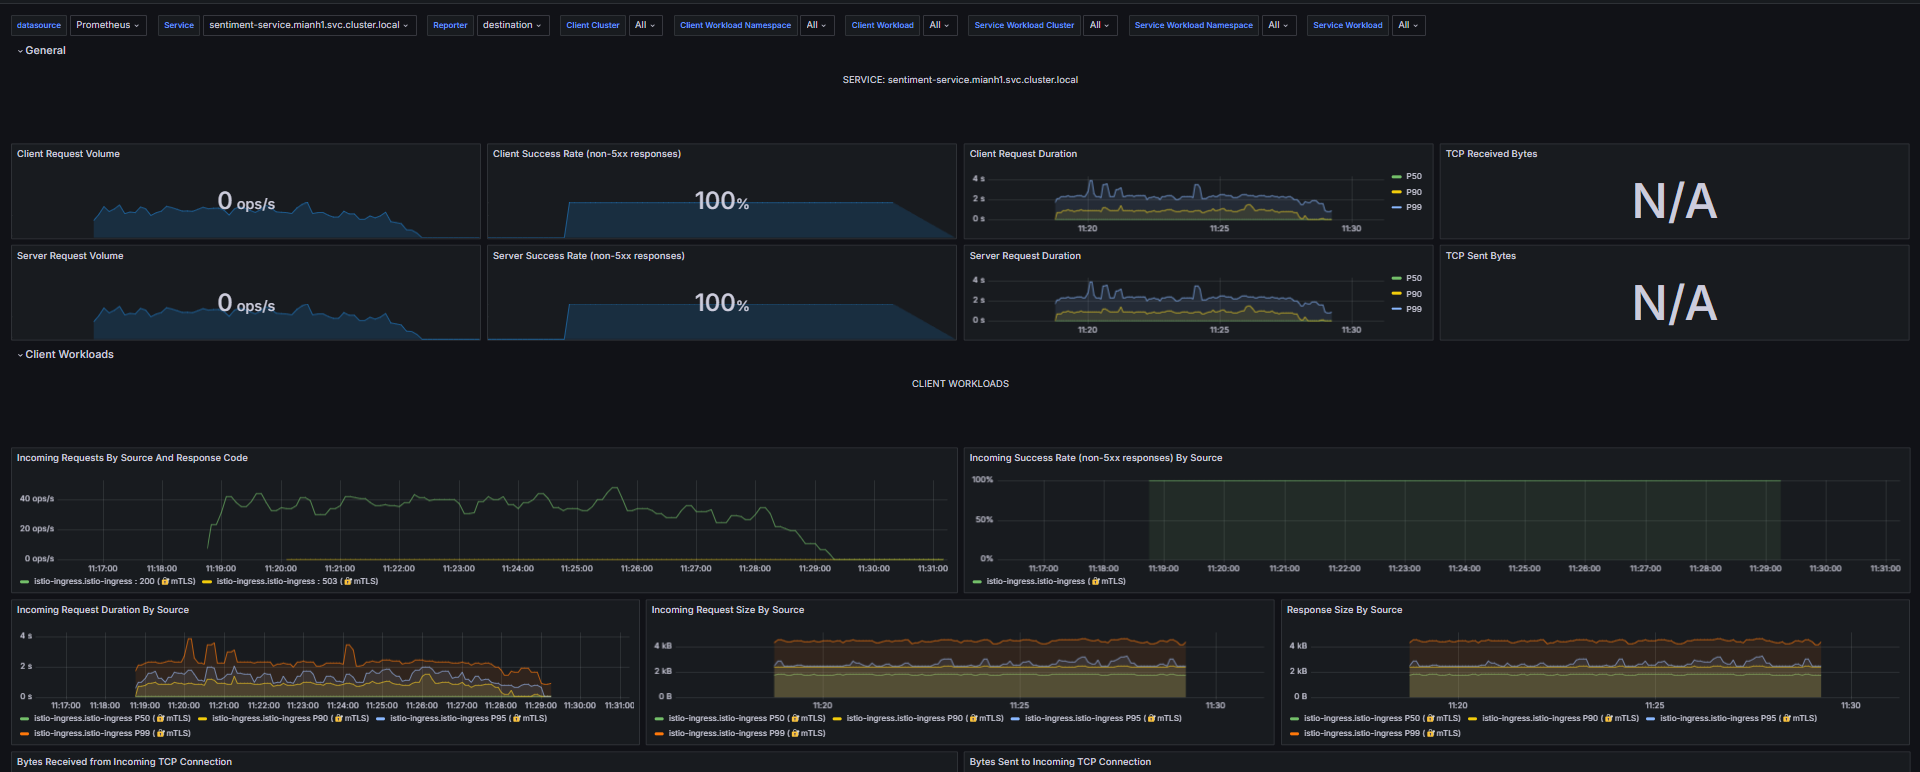 datasource Prometheus Service sentiment-service.mianh1.svc.cluster.local Reporter destination Client Cluster All Client Workload Namespace All Client Workload All Service Workload Cluster All Service Workload Namespace All Service Workload All
General
SERVICE: sentiment-service.mianh1.svc.cluster.local
Client Request Volume
0 ops/s
Client Success Rate (non-5xx responses)
100%
Client Request Duration
4 s
2 s
0 s
11:20 11:25 11:30
P50
P90
P99
TCP Received Bytes
N/A
Server Request Volume
0 ops/s
Server Success Rate (non-5xx responses)
100%
Server Request Duration
4 s
2 s
0 s
11:20 11:25 11:30
P50
P90
P99
TCP Sent Bytes
N/A
Client Workloads
CLIENT WORKLOADS
Incoming Requests By Source And Response Code
40 ops/s
20 ops/s
0 ops/s
11:17:00 11:18:00 11:19:00 11:20:00 11:21:00 11:22:00 11:23:00 11:24:00 11:25:00 11:26:00 11:27:00 11:28:00 11:29:00 11:30:00 11:31:00
istio-ingress.istio-ingress : 200 (🔐mTLS) istio-ingress.istio-ingress : 503 (🔐mTLS)
Incoming Success Rate (non-5xx responses) By Source
100%
50%
0%
11:17:00 11:18:00 11:19:00 11:20:00 11:21:00 11:22:00 11:23:00 11:24:00 11:25:00 11:26:00 11:27:00 11:28:00 11:29:00 11:30:00 11:31:00
istio-ingress.istio-ingress (🔐mTLS)
Incoming Request Duration By Source
4 s
2 s
0 s
11:17:00 11:18:00 11:19:00 11:20:00 11:21:00 11:22:00 11:23:00 11:24:00 11:25:00 11:26:00 11:27:00 11:28:00 11:29:00 11:30:00 11:31:00
istio-ingress.istio-ingress P50 (🔐mTLS) istio-ingress.istio-ingress P90 (🔐mTLS) istio-ingress.istio-ingress P95 (🔐mTLS)
istio-ingress.istio-ingress P99 (🔐mTLS)
Incoming Request Size By Source
4 kB
2 kB
0 B
11:20 11:25 11:30
istio-ingress.istio-ingress P50 (🔐mTLS) istio-ingress.istio-ingress P90 (🔐mTLS) istio-ingress.istio-ingress P95 (🔐mTLS)
istio-ingress.istio-ingress P99 (🔐mTLS)
Response Size By Source
4 kB
2 kB
0 B
11:20 11:25 11:30
istio-ingress.istio-ingress P50 (🔐mTLS) istio-ingress.istio-ingress P90 (🔐mTLS) istio-ingress.istio-ingress P95 (🔐mTLS)
istio-ingress.istio-ingress P99 (🔐mTLS)
Bytes Received from Incoming TCP Connection
Bytes Sent to Incoming TCP Connection